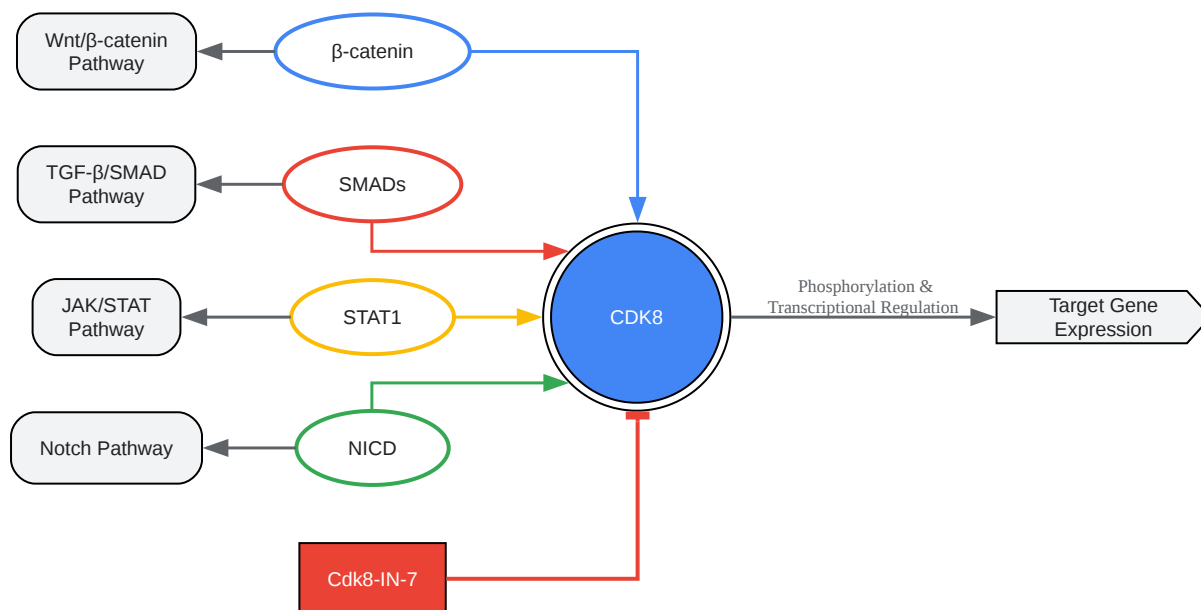 Wnt/β-catenin
Pathway
β-catenin
TGF-β/SMAD
Pathway
SMADs
JAK/STAT
Pathway
STAT1
CDK8
Phosphorylation &
Transcriptional Regulation
Target Gene
Expression
Notch Pathway
NICD
Cdk8-IN-7